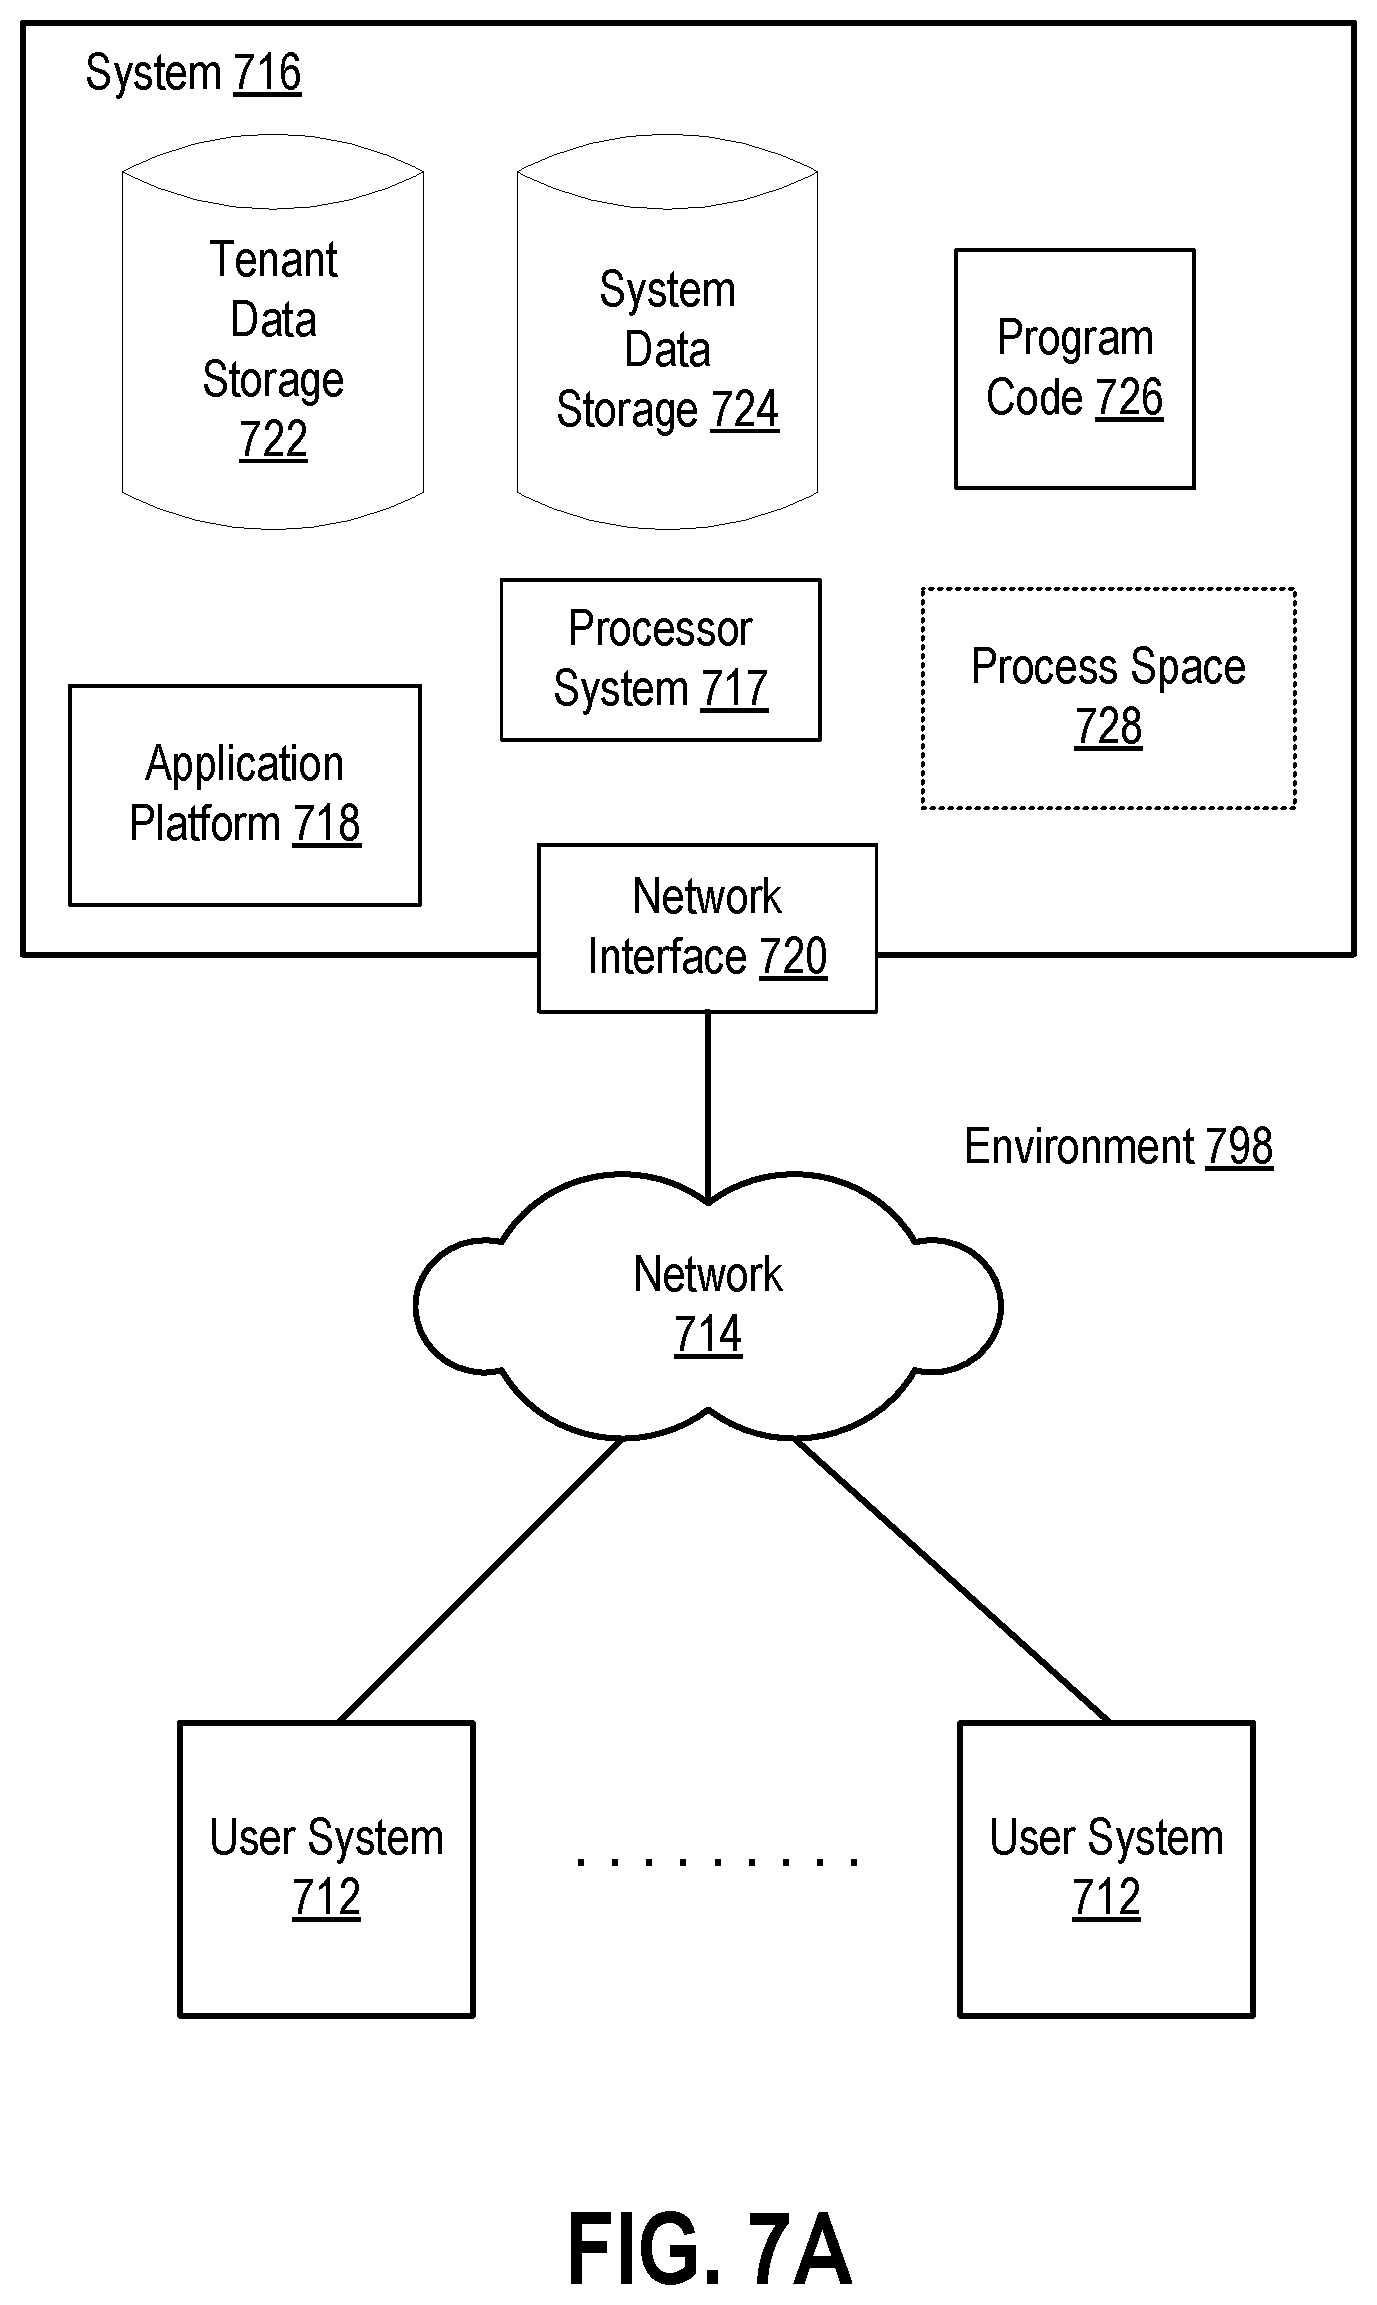 System 716
Tenant
Data
Storage
722
System
Data
Storage 724
Program
Code 726
Processor
System 717
Process Space
728
Application
Platform 718
Network
Interface 720
Environment 798
Network
714
User System
712
. . . . . . . . .
User System
712
FIG. 7A